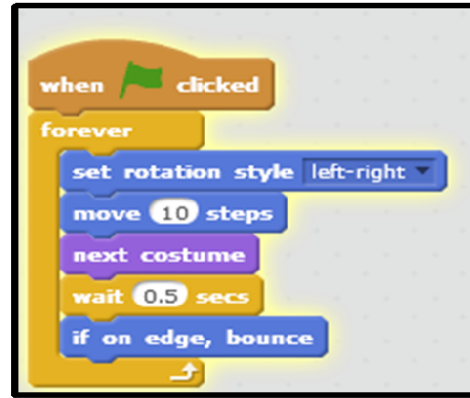 when clicked
forever
set rotation style left-right
move 10 steps
next costume
wait 0.5 secs
if on edge, bounce